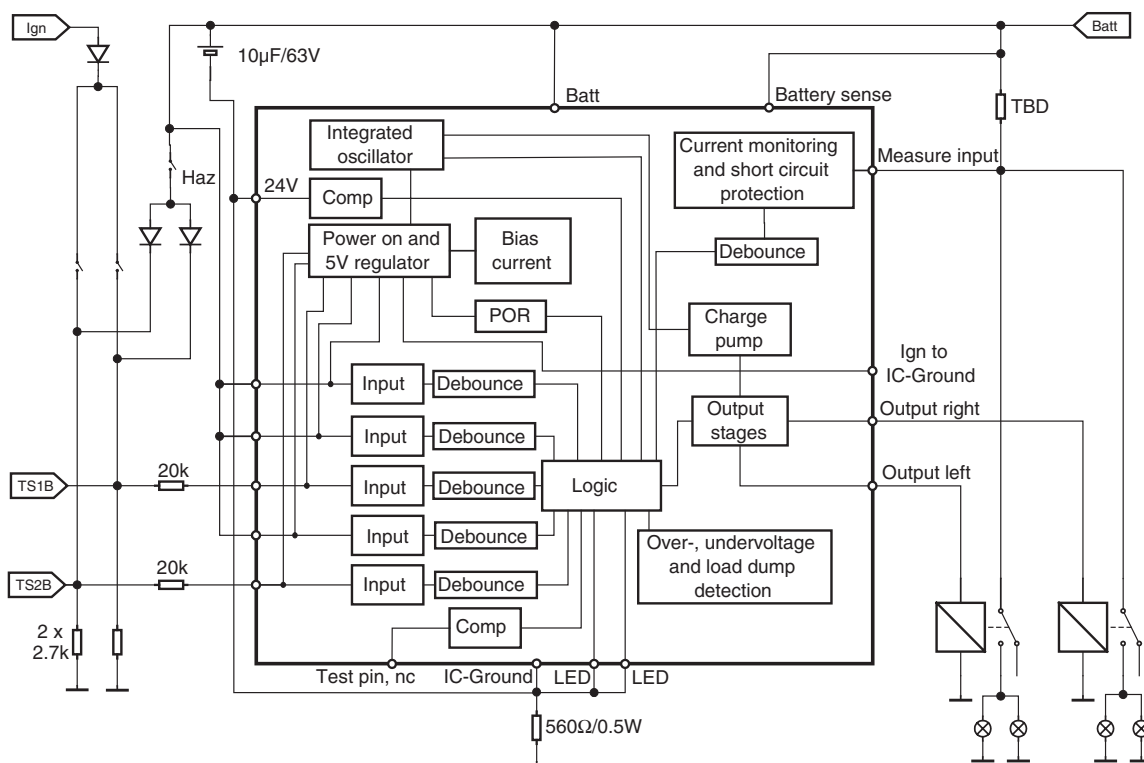 Ign
Batt
10µF/63V
Batt
Battery sense
TBD
Integrated
oscillator
Current monitoring
and short circuit
protection
Measure input
Haz
24V
Comp
Power on and
5V regulator
Bias
current
Debounce
POR
Charge
pump
Ign to
IC-Ground
Input
Debounce
Output
stages
Output right
Input
Debounce
20k
TS1B
Input
Debounce
Logic
Output left
Input
Debounce
Over-, undervoltage
and load dump
detection
20k
TS2B
Input
Debounce
2 x
2.7k
Comp
Test pin, nc
IC-Ground
LED
LED
560Ω/0.5W